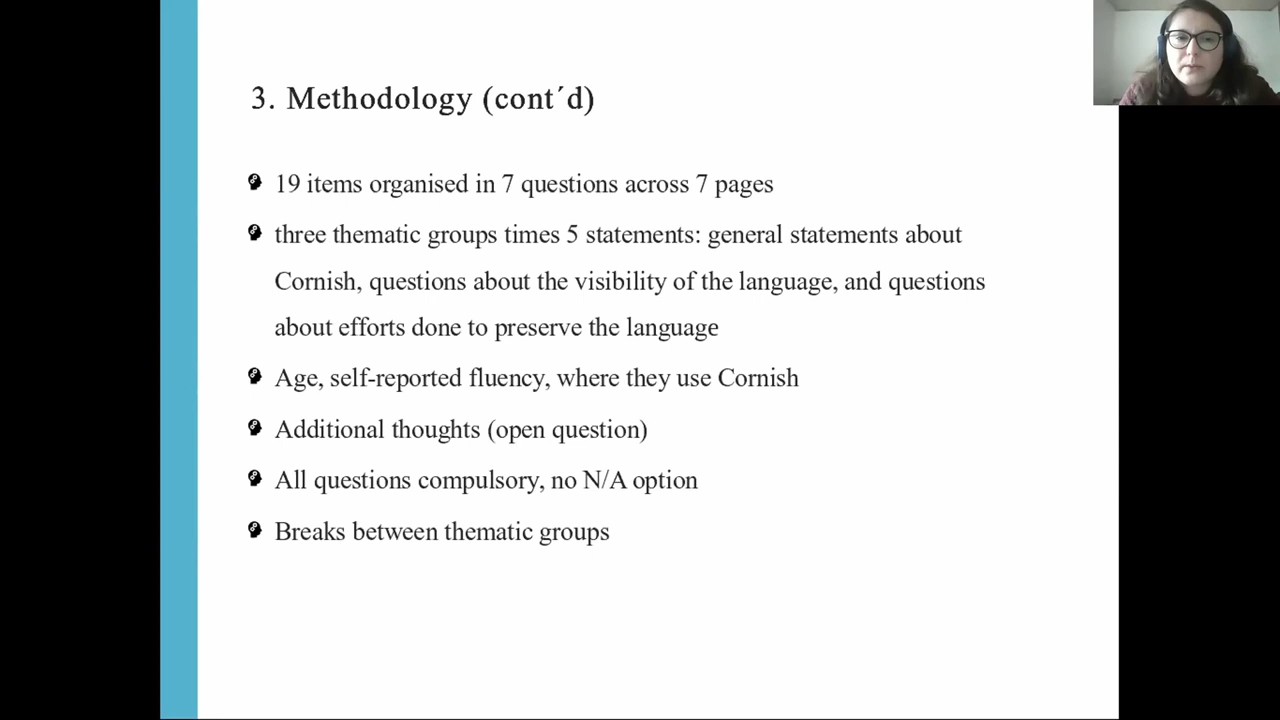 3. Methodology (cont´d)
19 items organised in 7 questions across 7 pages
three thematic groups times 5 statements: general statements about
Cornish, questions about the visibility of the language, and questions
about efforts done to preserve the language
Age, self-reported fluency, where they use Cornish
Additional thoughts (open question)
All questions compulsory, no N/A option
Breaks between thematic groups